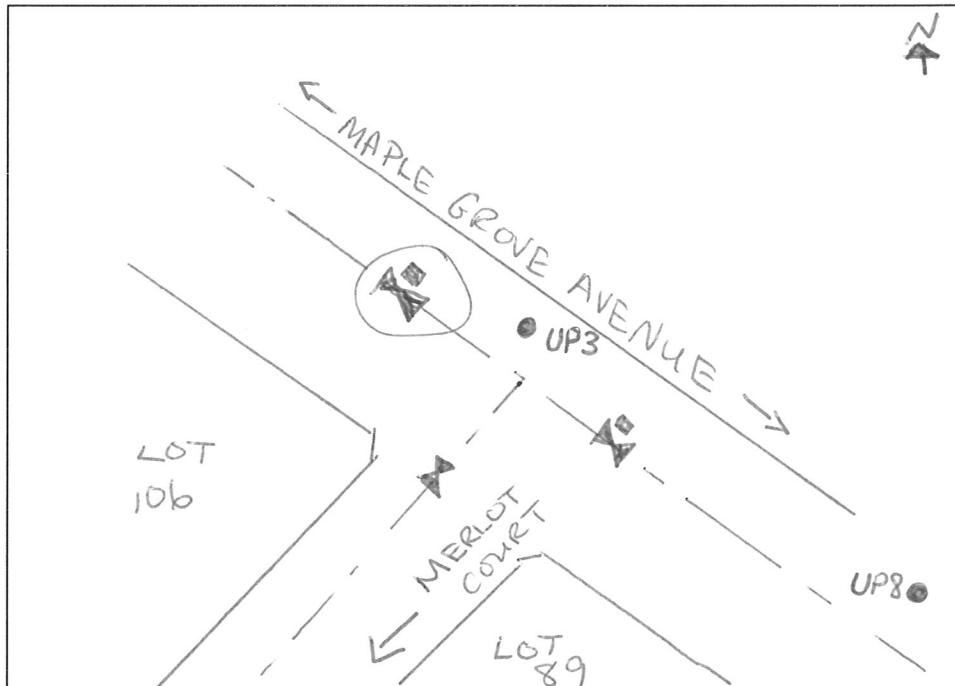 N
MAPLE GROVE AVENUE
UP3
LOT
106
MERLOT
COURT
UP8
LOT
89